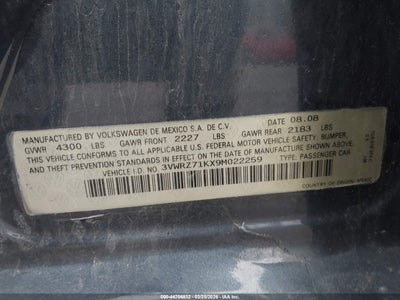 MANUFACTURED BY VOLKSWAGEN DE MEXICO S.A. DE C.V. DATE 08.08
GVWR 4300 LBS GAWR FRONT 2227 LBS GAWR REAR 2183 LBS
THIS VEHICLE CONFORMS TO ALL U.S. FEDERAL MOTOR VEHICLE SAFETY, BUMPER,
AND THEFT PREVENTION STANDARDS IN EFFECT ON THE DATE OF MANUFACTURE SHOWN ABOVE.
VEHICLE I.D. NO.: 3VWRZ71KX9M022259 TYPE: PASSENGER CAR
COUNTRY OF ORIGIN: MEXICO